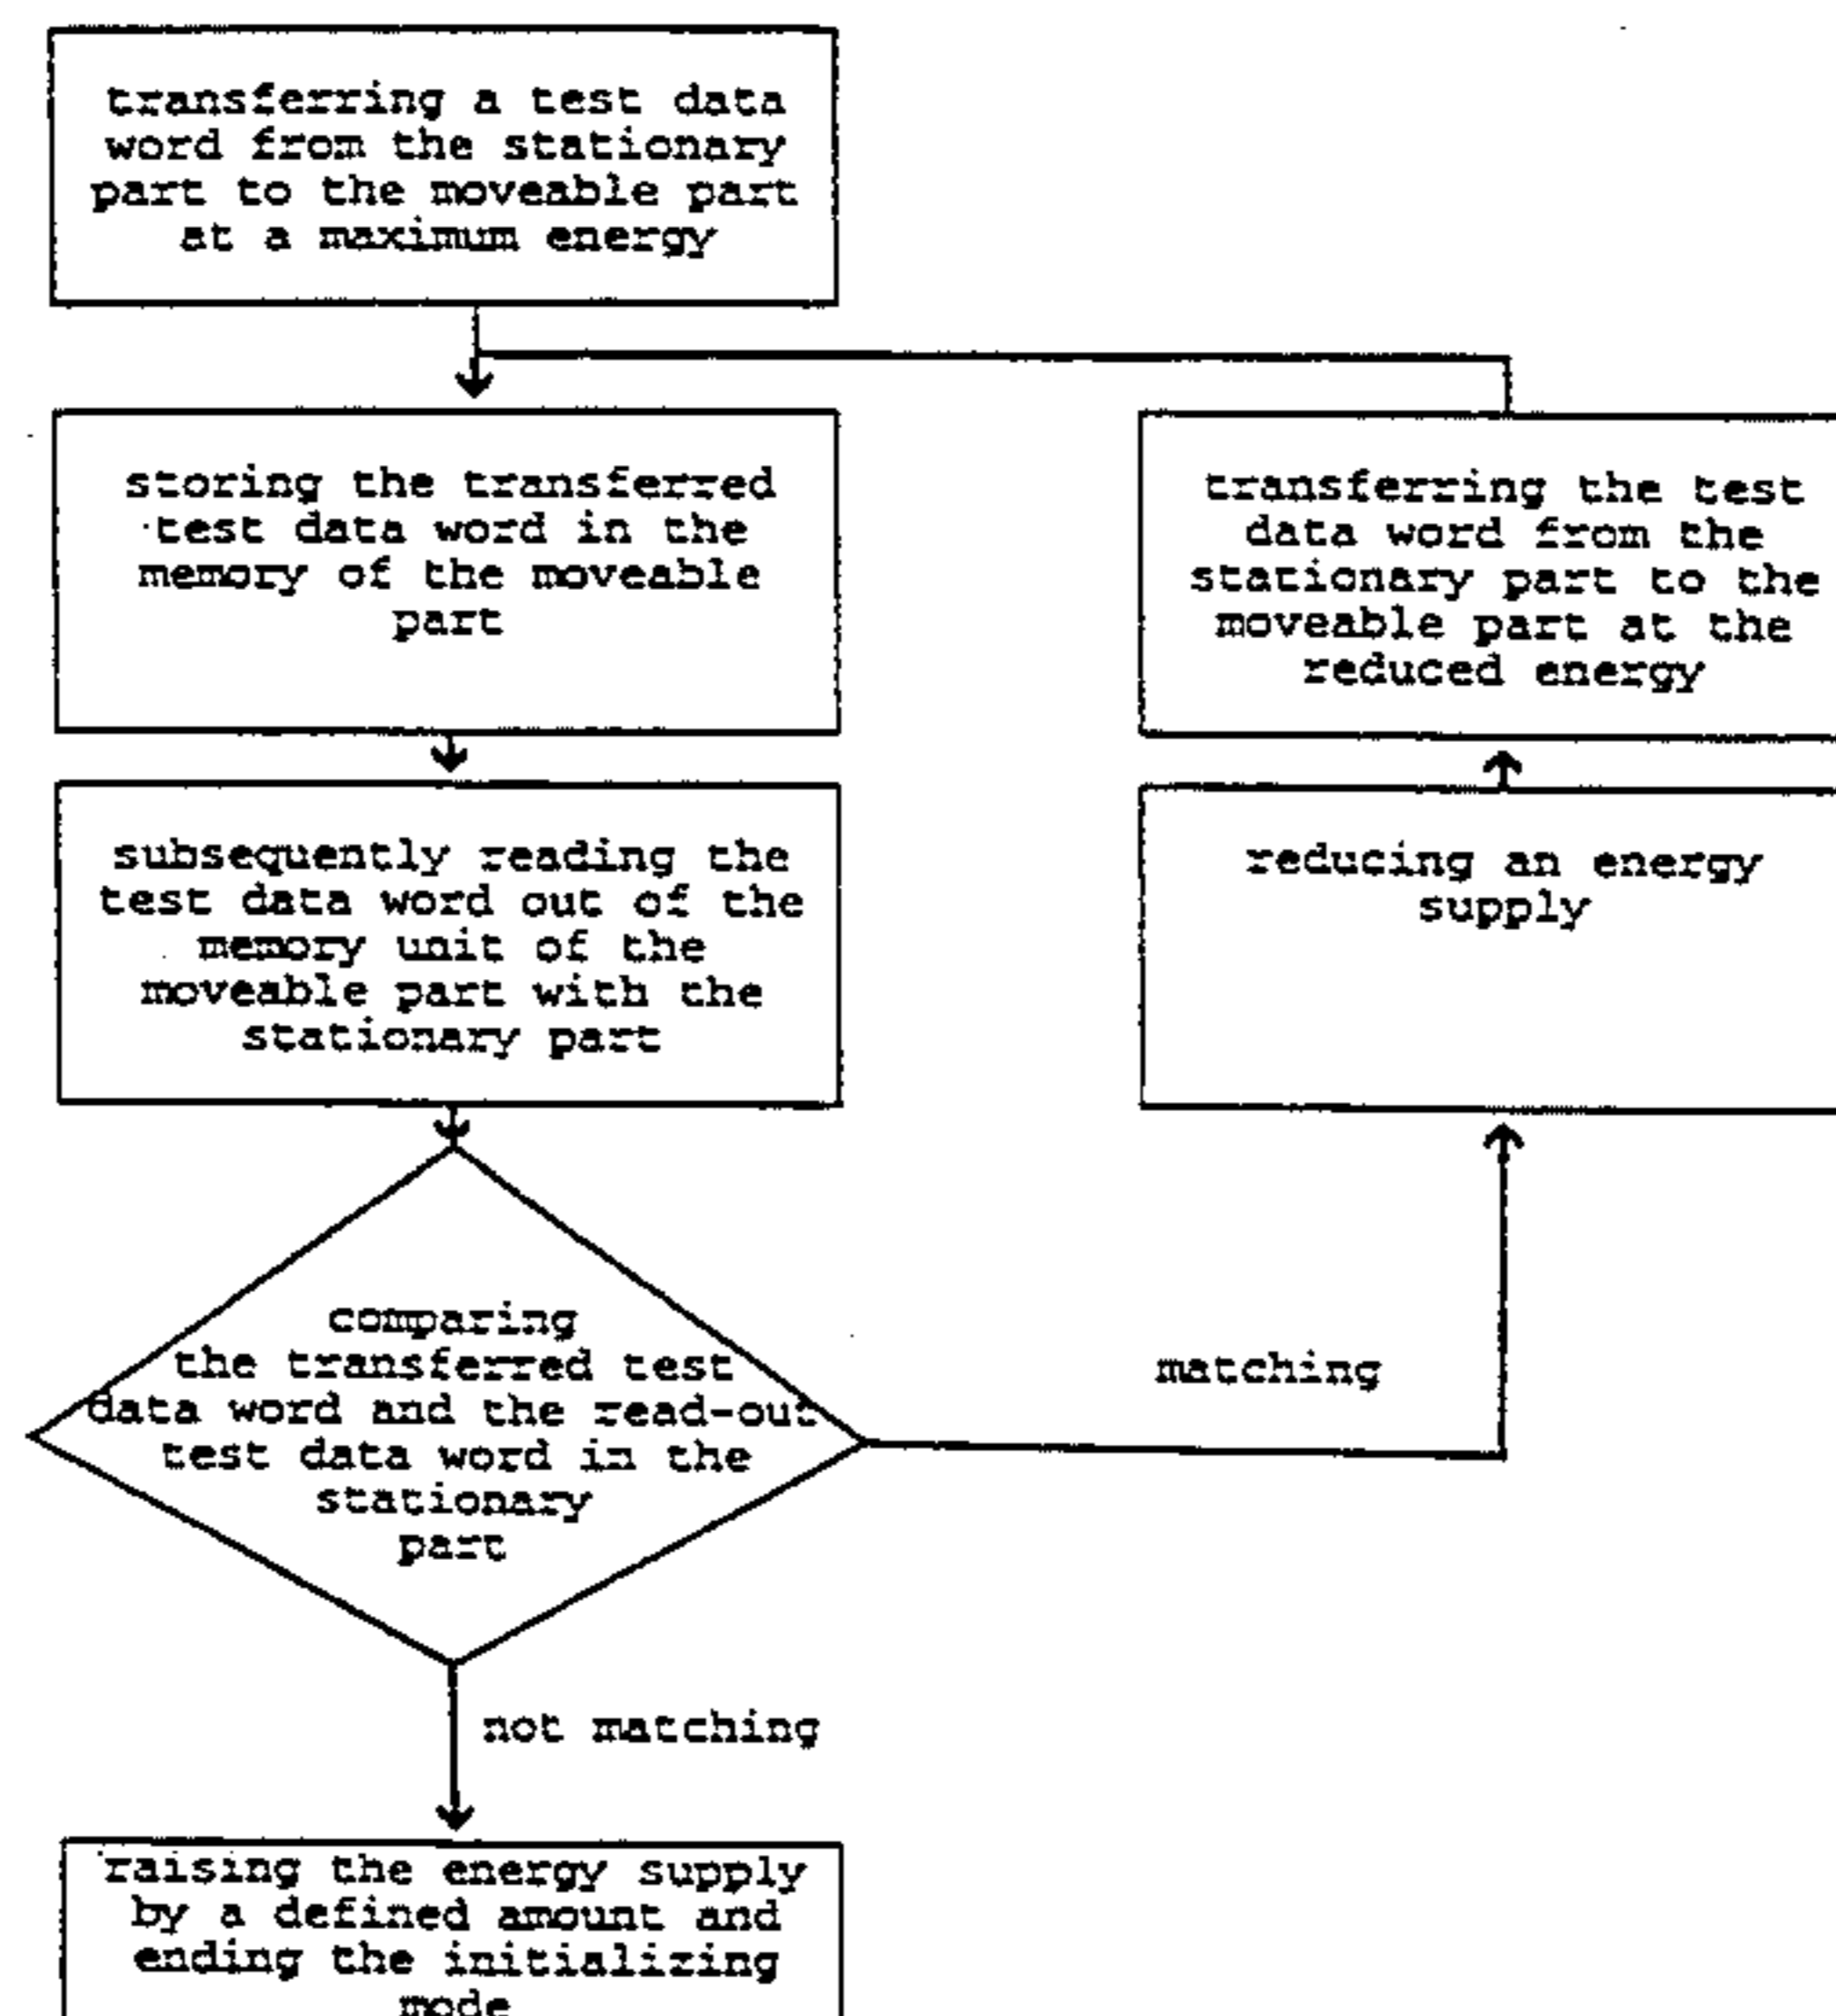 transferring a test data
word from the stationary
part to the moveable part
at a maximum energy
storing the transferred
test data word in the
memory of the moveable
part
subsequently reading the
test data word out of the
memory unit of the
moveable part with the
stationary part
comparing
the transferred test
data word and the read-out
test data word in the
stationary
part
matching
reducing an energy
supply
transferring the test
data word from the
stationary part to the
moveable part at the
reduced energy
not matching
raising the energy supply
by a defined amount and
ending the initializing
mode